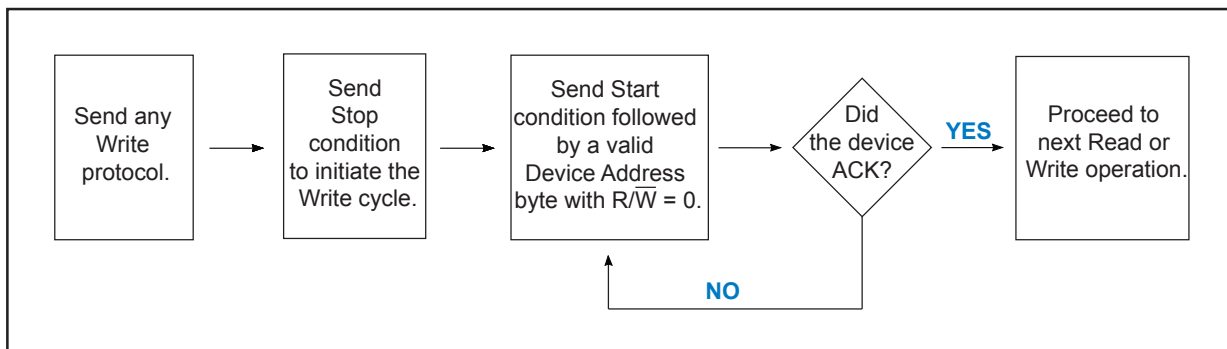 Send any
Write
protocol.
Send
Stop
condition
to initiate the
Write cycle.
Send Start
condition followed
by a valid
Device Address
byte with R/W̅ = 0.
Did
the device
ACK?
YES
Proceed to
next Read or
Write operation.
NO